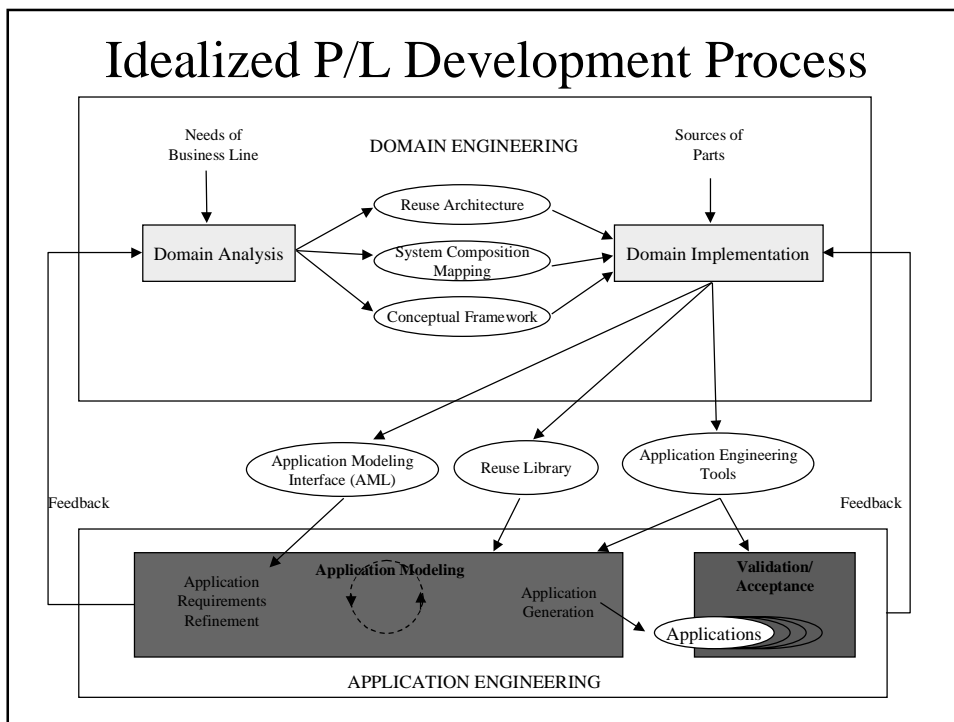 Idealized P/L Development Process
Needs of
Business Line
DOMAIN ENGINEERING
Sources of
Parts
Reuse Architecture
Domain Analysis
System Composition
Mapping
Domain Implementation
Conceptual Framework
Application Modeling
Interface (AML)
Reuse Library
Application Engineering
Tools
Feedback
Feedback
Application
Requirements
Refinement
Application Modeling
Application
Generation
Validation/
Acceptance
Applications
APPLICATION ENGINEERING